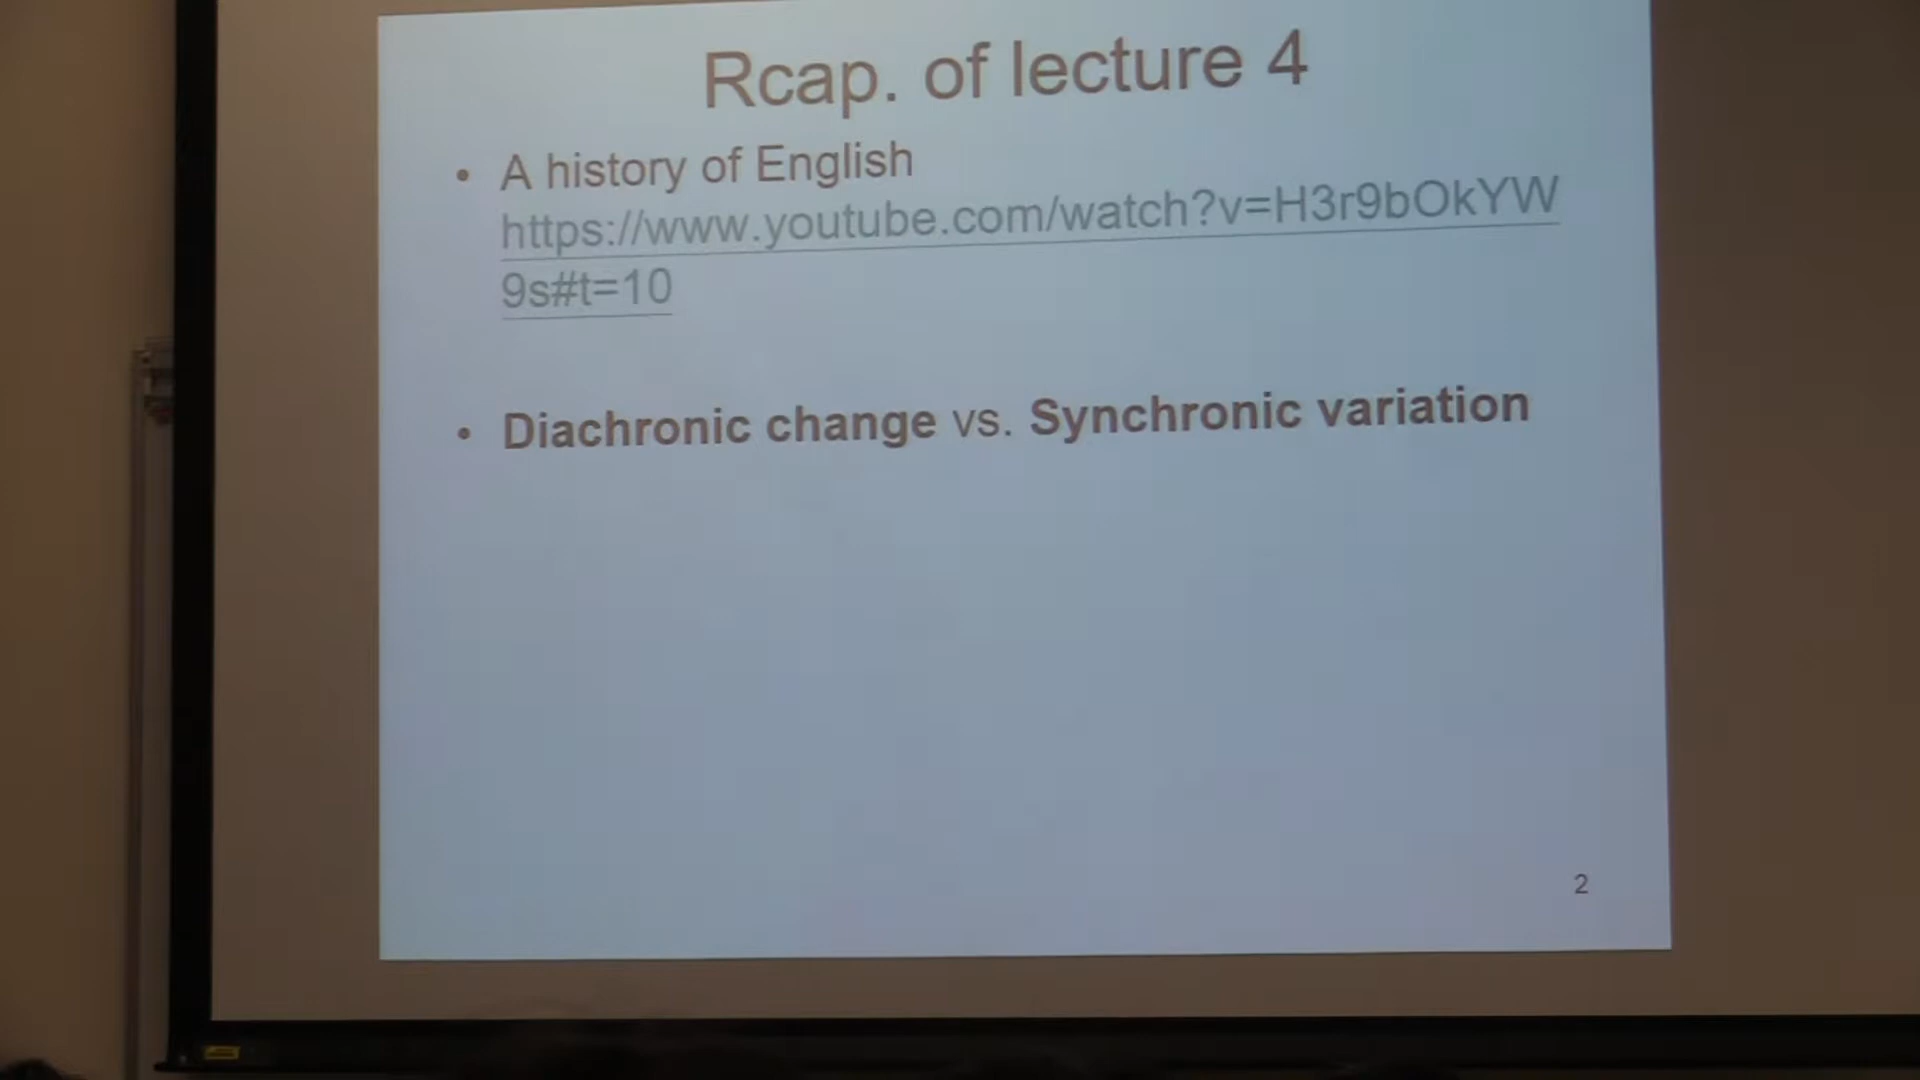 Rcap. of lecture 4
• A history of English
https://www.youtube.com/watch?v=H3r9bOkYW
9s#t=10
• Diachronic change vs. Synchronic variation
2